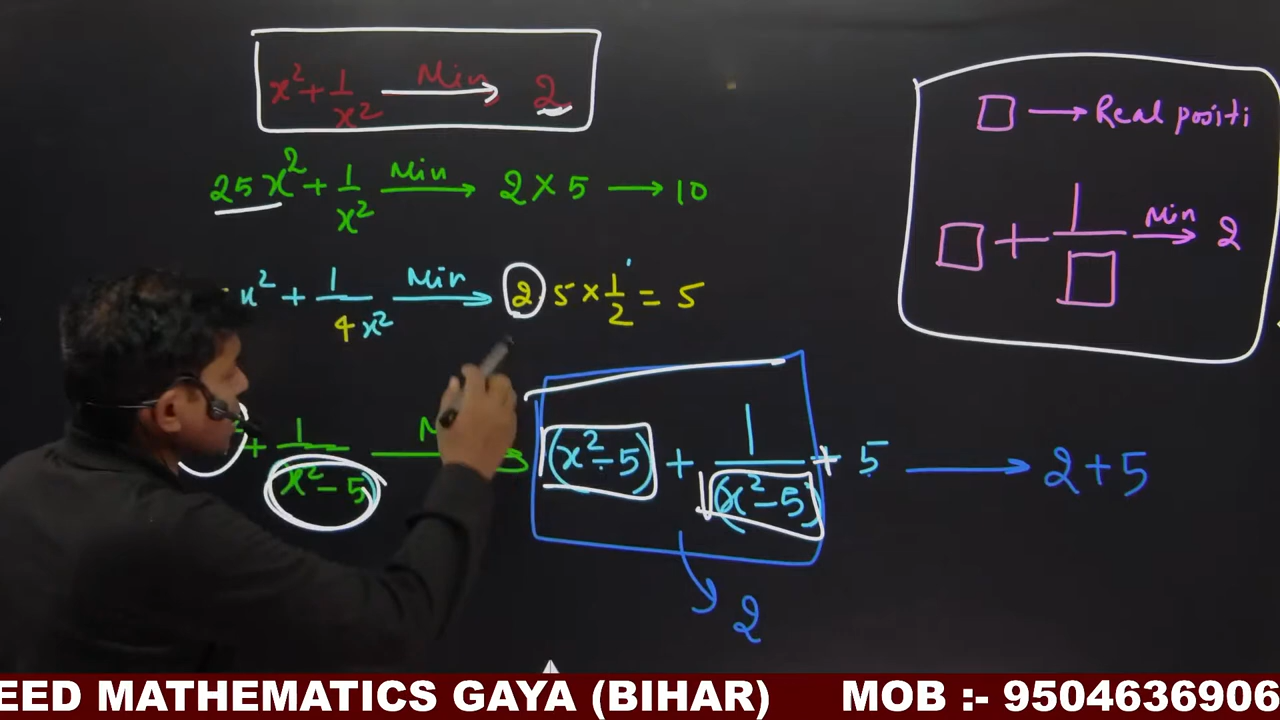 x² + 1/x² Min → 2
25x² + 1/x² Min → 2 × 5 → 10
x² + 1/4x² Min → 2 · 5 × 1/2 = 5
+ 1/(x² - 5) → (x² - 5) + 1/(x² - 5) + 5 → 2 + 5
2
□ → Real positi
□ + 1/□ Min → 2
EED MATHEMATICS GAYA (BIHAR) MOB :- 9504636906